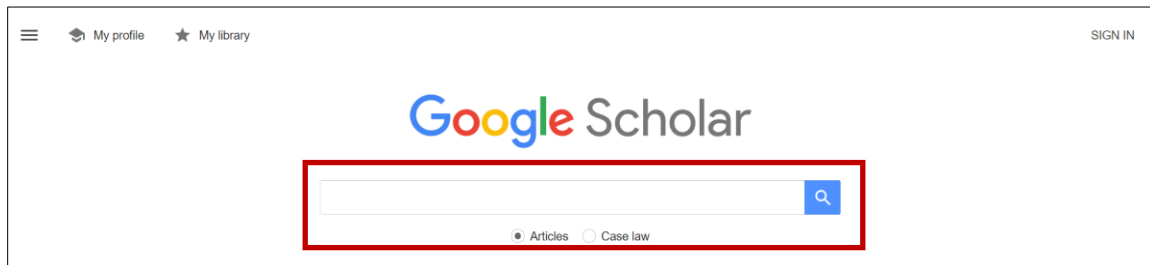 My profile My library SIGN IN
Google Scholar
Articles Case law